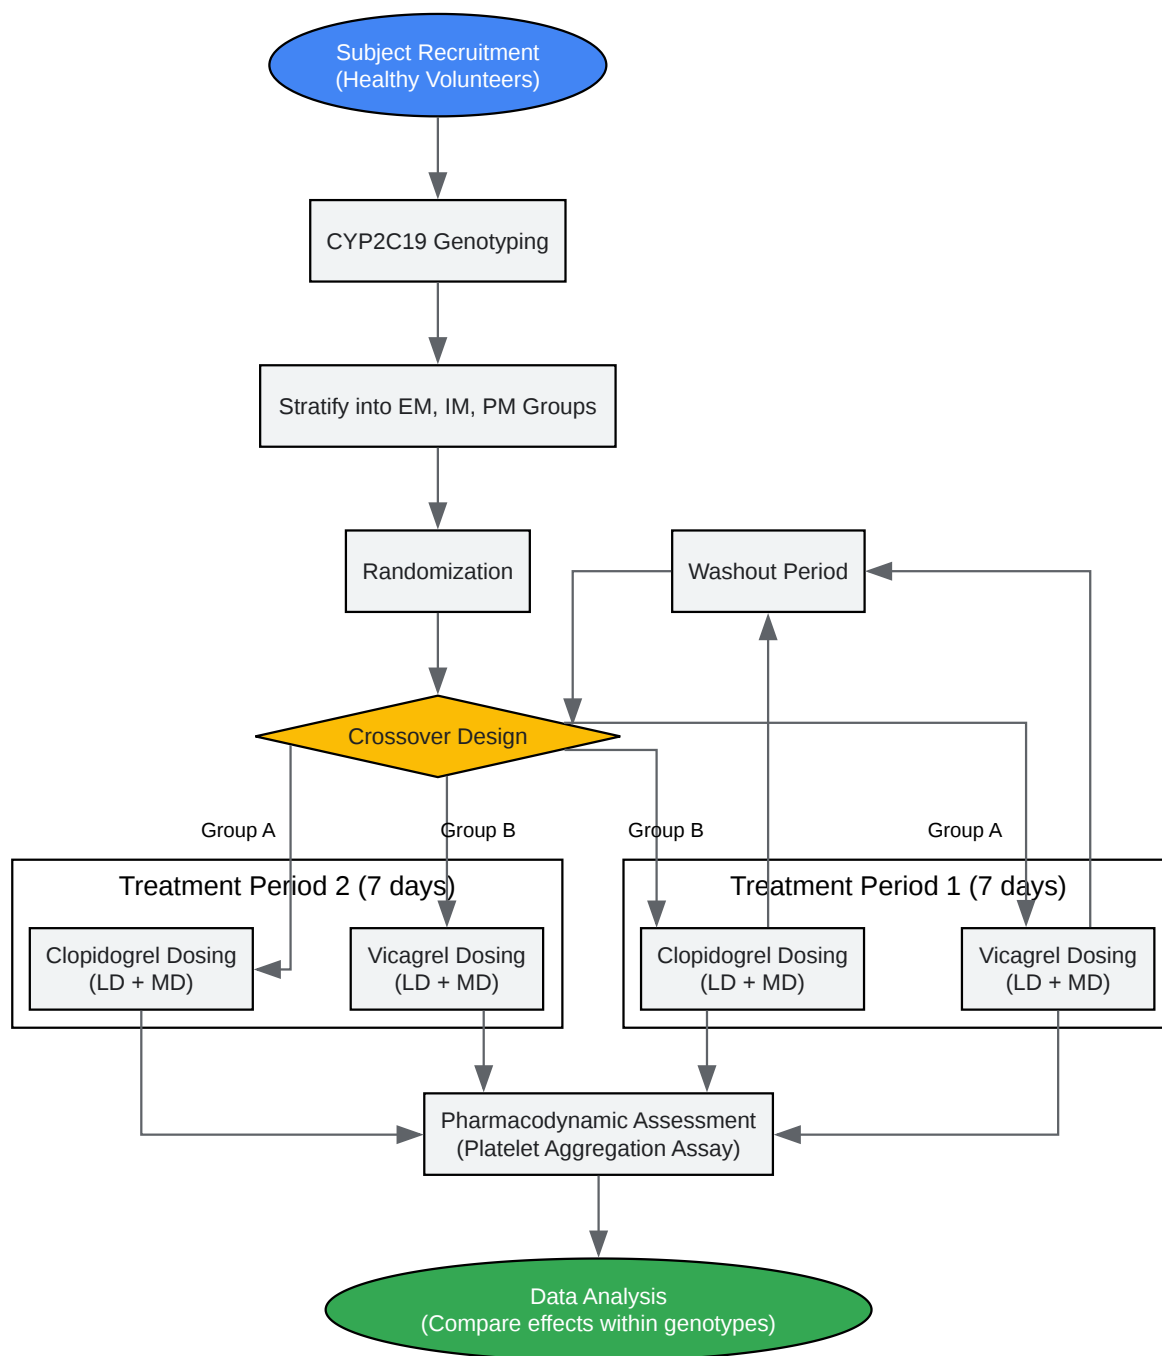 Subject Recruitment
(Healthy Volunteers)
CYP2C19 Genotyping
Stratify into EM, IM, PM Groups
Randomization
Washout Period
Crossover Design
Group A
Group B
Group B
Group A
Treatment Period 2 (7 days)
Treatment Period 1 (7 days)
Clopidogrel Dosing
(LD + MD)
Vicagrel Dosing
(LD + MD)
Clopidogrel Dosing
(LD + MD)
Vicagrel Dosing
(LD + MD)
Pharmacodynamic Assessment
(Platelet Aggregation Assay)
Data Analysis
(Compare effects within genotypes)